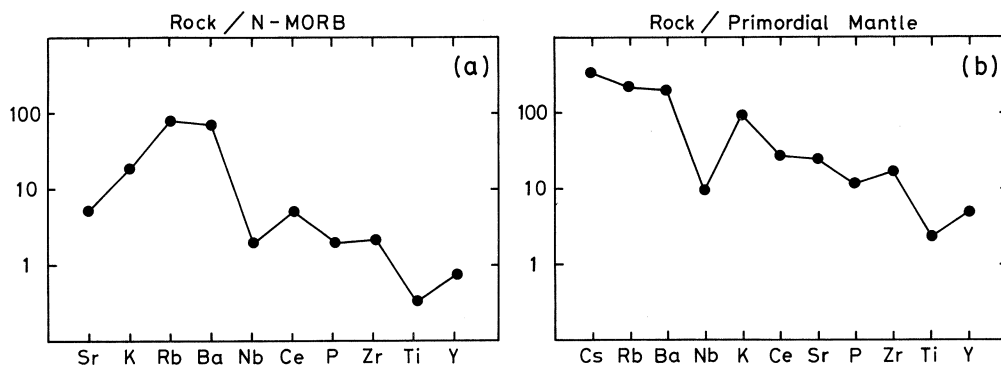 Rock / N-MORB
(a)
100
10
1
Sr K Rb Ba Nb Ce P Zr Ti Y
Rock / Primordial Mantle
(b)
100
10
1
Cs Rb Ba Nb K Ce Sr P Zr Ti Y